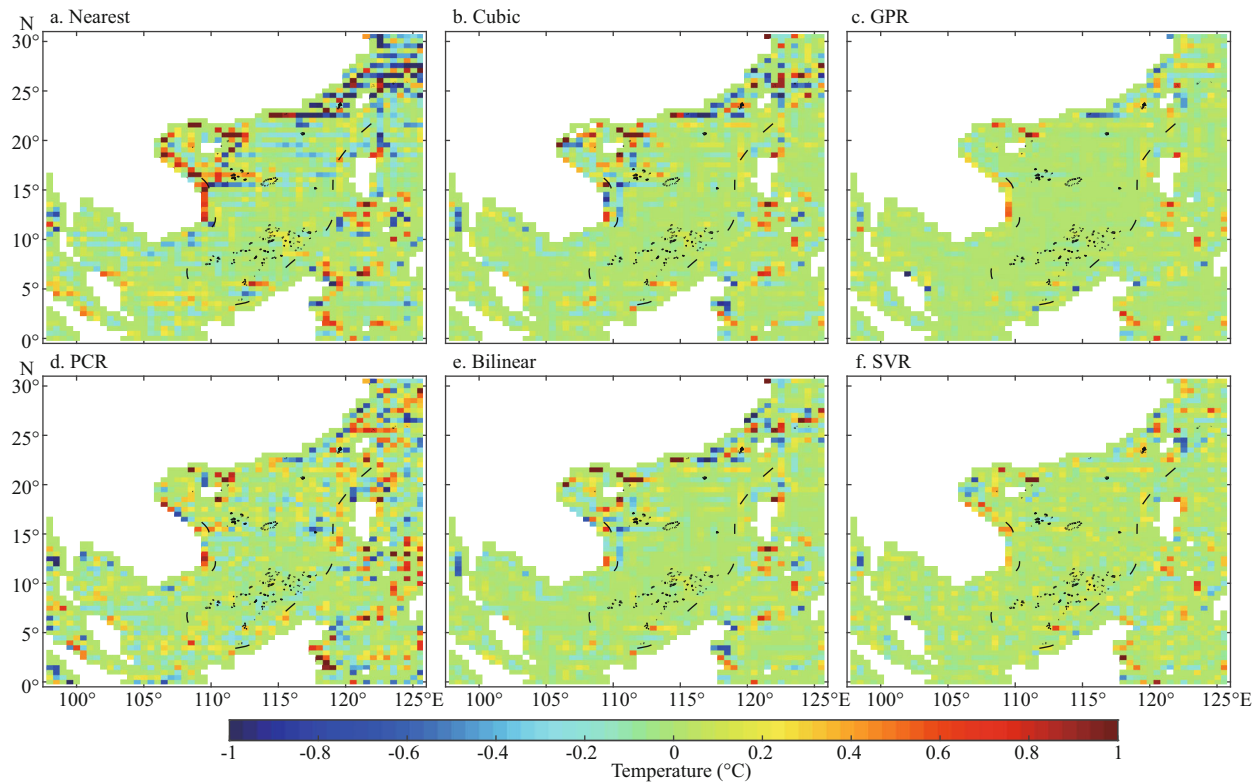 N a. Nearest b. Cubic c. GPR
30°
25°
20°
15°
10°
5°
0°
N d. PCR e. Bilinear f. SVR
30°
25°
20°
15°
10°
5°
0°
100° 105° 110° 115° 120° 125°E 100° 105° 110° 115° 120° 125°E 100° 105° 110° 115° 120° 125°E
-1 -0.8 -0.6 -0.4 -0.2 0 0.2 0.4 0.6 0.8 1
Temperature (°C)